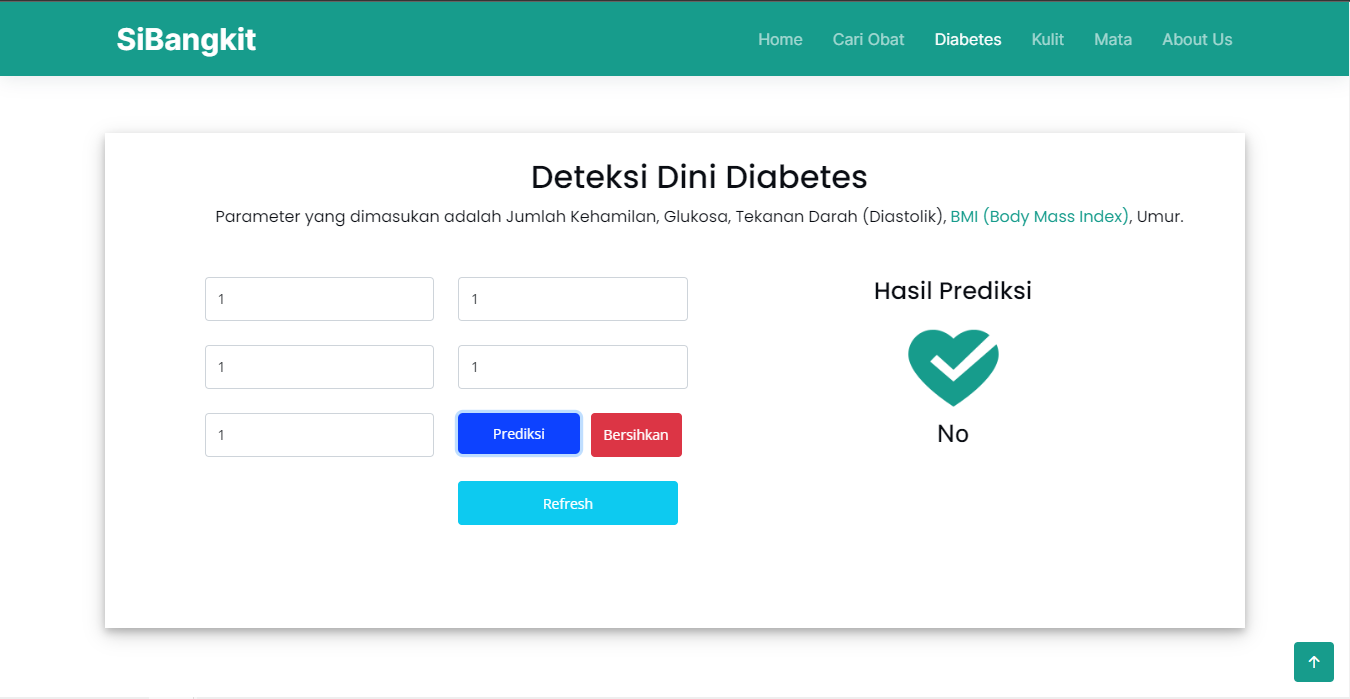 SiBangkit
Home Cari Obat Diabetes Kulit Mata About Us
Deteksi Dini Diabetes
Parameter yang dimasukan adalah Jumlah Kehamilan, Glukosa, Tekanan Darah (Diastolik), BMI (Body Mass Index), Umur.
1 1
1 1
1 Prediksi Bersihkan
Refresh
Hasil Prediksi
No